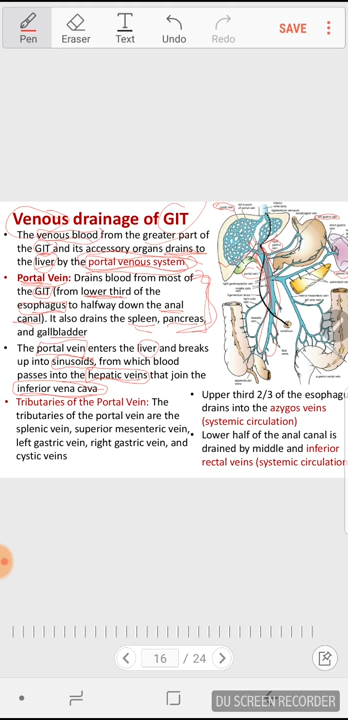 SAVE
Pen
Eraser
Text
Undo
Redo
Venous drainage of GIT
• The venous blood from the greater part of
the GIT and its accessory organs drains to
the liver by the portal venous system.
• Portal Vein: Drains blood from most of
the GIT (from lower third of the
esophagus to halfway down the anal
canal). It also drains the spleen, pancreas,
and gallbladder
• The portal vein enters the liver and breaks
up into sinusoids, from which blood
passes into the hepatic veins that join the
inferior vena cava
• Tributaries of the Portal Vein: The
tributaries of the portal vein are the
splenic vein, superior mesenteric vein,
left gastric vein, right gastric vein, and
cystic veins
• Upper third 2/3 of the esophagu
drains into the azygos veins
(systemic circulation)
• Lower half of the anal canal is
drained by middle and inferior
rectal veins (systemic circulation
16 / 24
DU SCREEN RECORDER